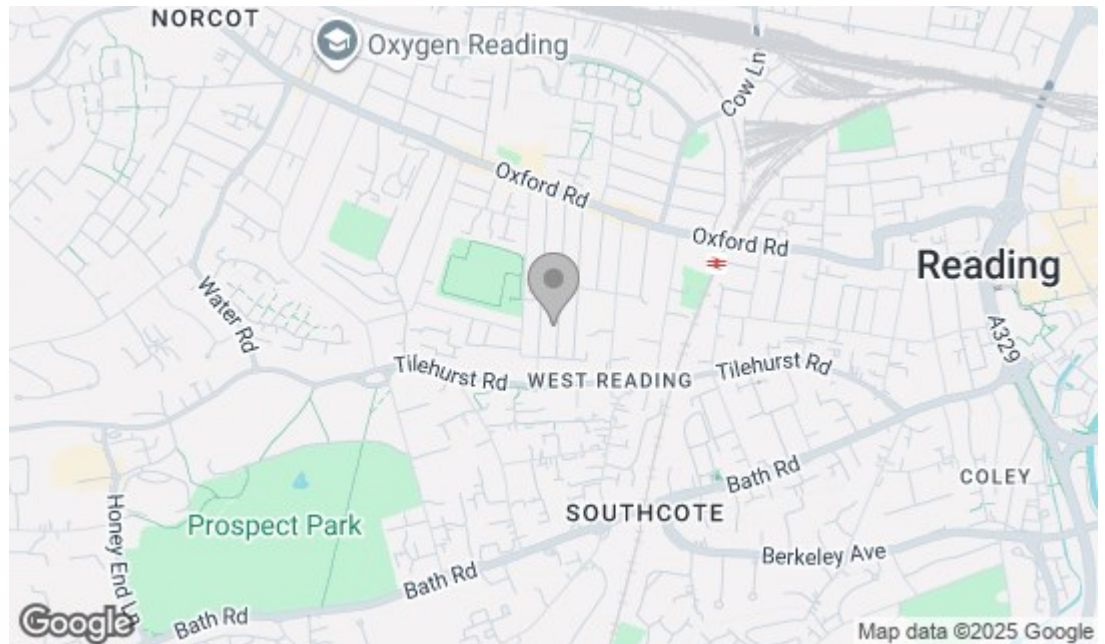 NORCOT
Oxygen Reading
Cow Ln
Oxford Rd
Oxford Rd
Reading
Water Rd
A329
Tilehurst Rd
WEST READING
Tilehurst Rd
Bath Rd
COLEY
Honey End Ln
Prospect Park
SOUTHCOTE
Berkeley Ave
Bath Rd
Bath Rd
Google
Map data ©2025 Google